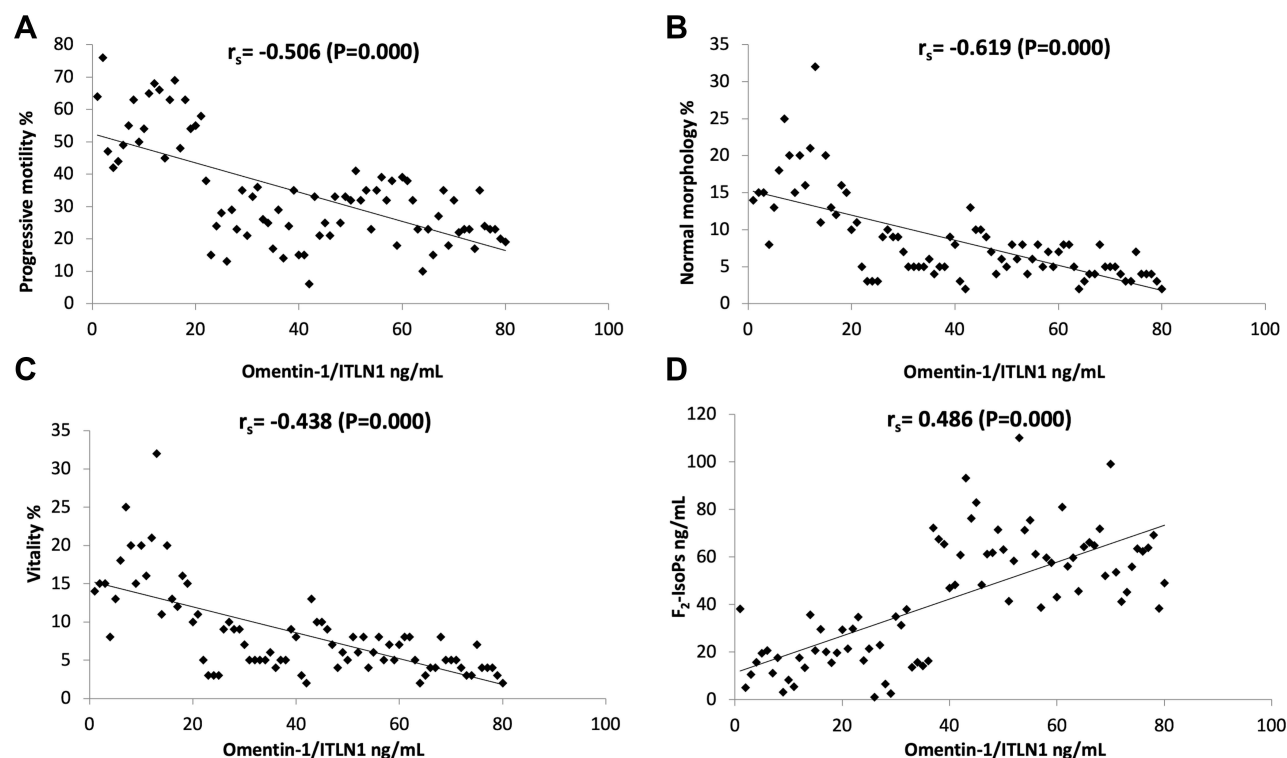 A
rs= -0.506 (P=0.000)
Progressive motility %
80
70
60
50
40
30
20
10
0
0 20 40 60 80 100
Omentin-1/ITLN1 ng/mL
B
rs= -0.619 (P=0.000)
Normal morphology %
35
30
25
20
15
10
5
0
0 20 40 60 80 100
Omentin-1/ITLN1 ng/mL
C
rs= -0.438 (P=0.000)
Vitality %
35
30
25
20
15
10
5
0
0 20 40 60 80 100
Omentin-1/ITLN1 ng/mL
D
rs= 0.486 (P=0.000)
F2-IsoPs ng/mL
120
100
80
60
40
20
0
0 20 40 60 80 100
Omentin-1/ITLN1 ng/mL